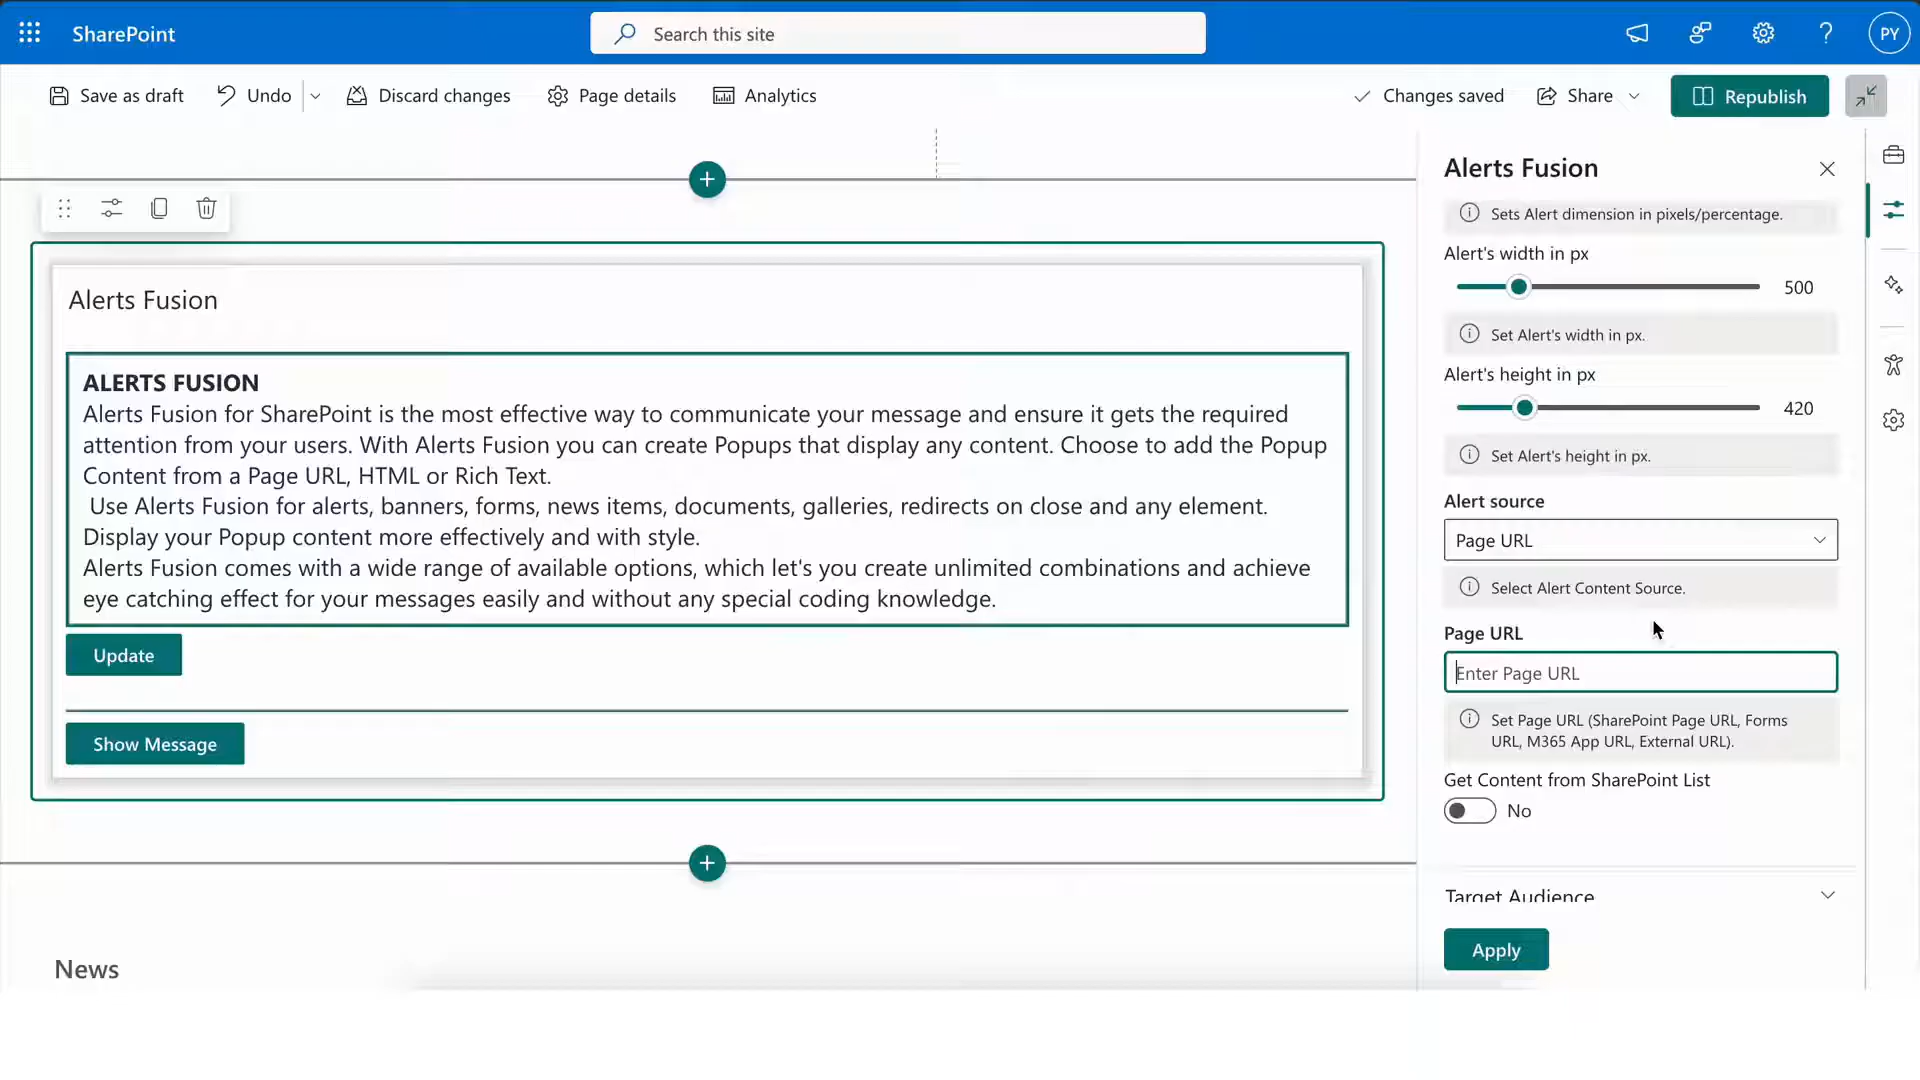 SharePoint
Search this site
PY
Save as draft
Undo
Discard changes
Page details
Analytics
Changes saved
Share
Republish
Alerts Fusion
ALERTS FUSION
Alerts Fusion for SharePoint is the most effective way to communicate your message and ensure it gets the required
attention from your users. With Alerts Fusion you can create Popups that display any content. Choose to add the Popup
Content from a Page URL, HTML or Rich Text.
Use Alerts Fusion for alerts, banners, forms, news items, documents, galleries, redirects on close and any element.
Display your Popup content more effectively and with style.
Alerts Fusion comes with a wide range of available options, which let's you create unlimited combinations and achieve
eye catching effect for your messages easily and without any special coding knowledge.
Update
Show Message
News
Alerts Fusion
Sets Alert dimension in pixels/percentage.
Alert's width in px
500
Set Alert's width in px.
Alert's height in px
420
Set Alert's height in px.
Alert source
Page URL
Select Alert Content Source.
Page URL
Enter Page URL
Set Page URL (SharePoint Page URL, Forms
URL, M365 App URL, External URL).
Get Content from SharePoint List
No
Target Audience
Apply